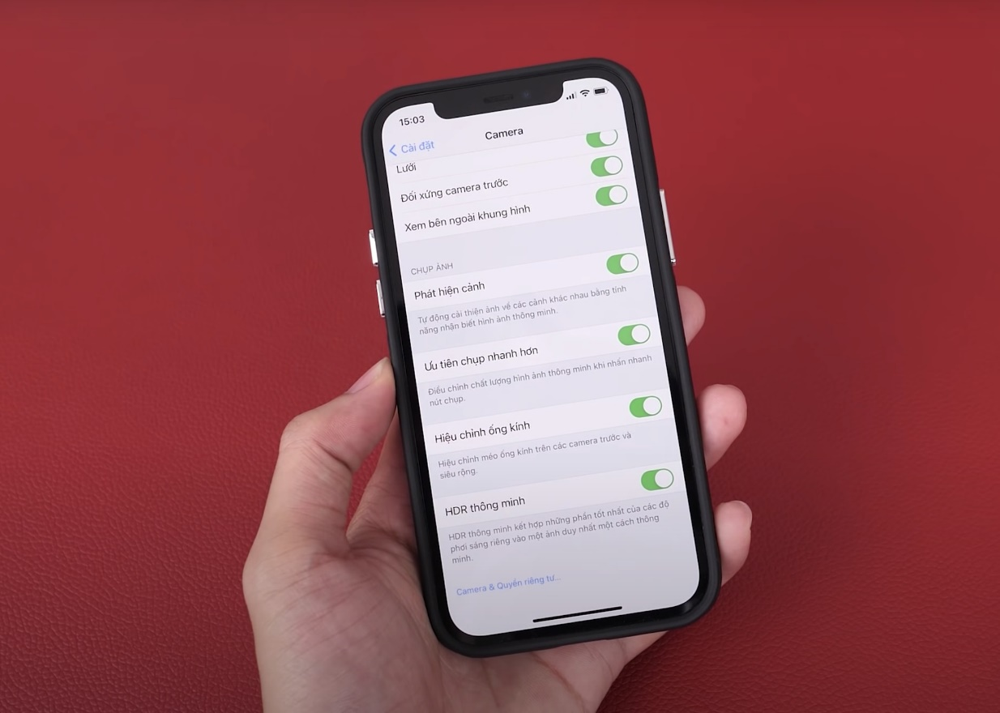 15:03
Cài đặt
Camera
Lưới
Đối xứng camera trước
Xem bên ngoài khung hình
CHỤP ẢNH
Phát hiện cảnh
Tự động cải thiện ảnh về các cảnh khác nhau bằng tính
năng nhận biết hình ảnh thông minh.
Ưu tiên chụp nhanh hơn
Điều chỉnh chất lượng hình ảnh thông minh khi nhấn nhanh
nút chụp.
Hiệu chỉnh ống kính
Hiệu chỉnh méo ống kính trên các camera trước và
siêu rộng.
HDR thông minh
HDR thông minh kết hợp những phần tốt nhất của các độ
phơi sáng riêng vào một ảnh duy nhất một cách thông
minh.
Camera & Quyền riêng tư...